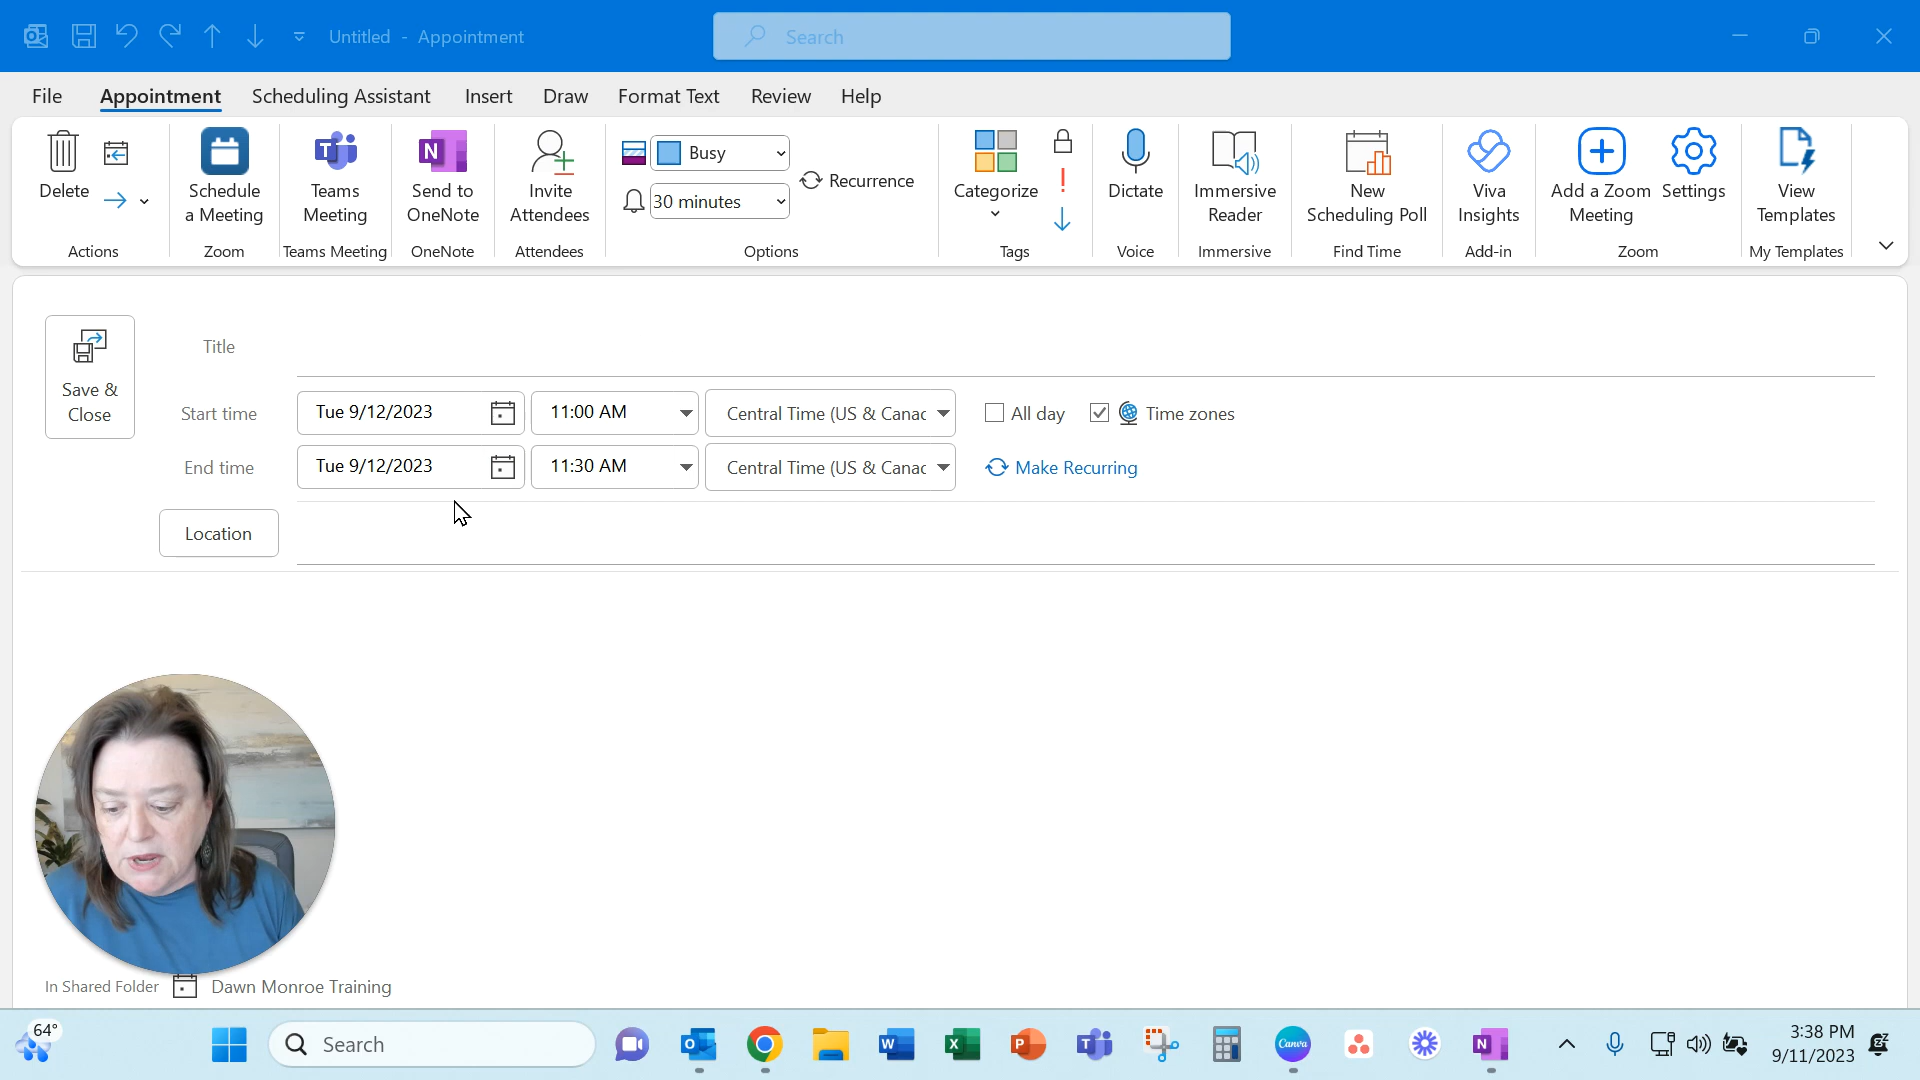 Untitled - Appointment
Search
File Appointment Scheduling Assistant Insert Draw Format Text Review Help
Delete
Actions
Schedule
a Meeting
Zoom
Teams
Meeting
Teams Meeting
N
Send to
OneNote
OneNote
Invite
Attendees
Attendees
Busy
30 minutes
Recurrence
Options
Categorize
Tags
Dictate
Voice
Immersive
Reader
Immersive
New
Scheduling Poll
Find Time
Viva
Insights
Add-in
Add a Zoom
Meeting
Settings
Zoom
View
Templates
My Templates
Save &
Close
Title
Start time Tue 9/12/2023 11:00 AM Central Time (US & Canac All day Time zones
End time Tue 9/12/2023 11:30 AM Central Time (US & Canac Make Recurring
Location
In Shared Folder Dawn Monroe Training
64°
Search
O
W
X
P
T
Canva
N
3:38 PM
9/11/2023